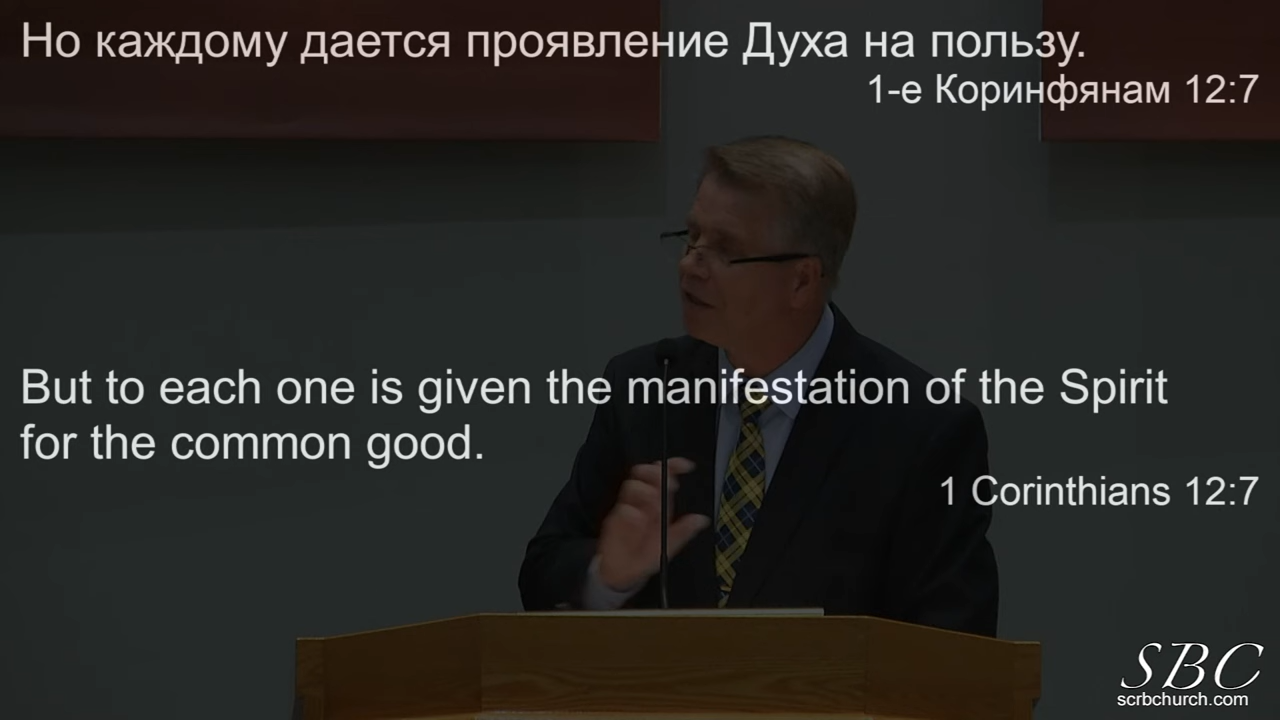 Но каждому дается проявление Духа на пользу.
1-е Коринфянам 12:7
But to each one is given the manifestation of the Spirit
for the common good.
1 Corinthians 12:7
SBC
scrbchurch.com